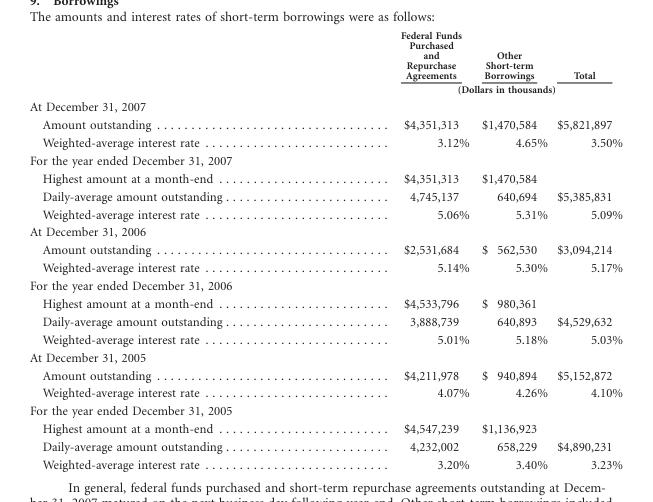 9. Borrowings
The amounts and interest rates of short-term borrowings were as follows:
Federal Funds
Purchased
and
Repurchase
Agreements
Other
Short-term
Borrowings
Total
(Dollars in thousands)
At December 31, 2007
Amount outstanding $4,351,313 $1,470,584 $5,821,897
Weighted-average interest rate 3.12% 4.65% 3.50%
For the year ended December 31, 2007
Highest amount at a month-end $4,351,313 $1,470,584
Daily-average amount outstanding 4,745,137 640,694 $5,385,831
Weighted-average interest rate 5.06% 5.31% 5.09%
At December 31, 2006
Amount outstanding $2,531,684 $ 562,530 $3,094,214
Weighted-average interest rate 5.14% 5.30% 5.17%
For the year ended December 31, 2006
Highest amount at a month-end $4,533,796 $ 980,361
Daily-average amount outstanding 3,888,739 640,893 $4,529,632
Weighted-average interest rate 5.01% 5.18% 5.03%
At December 31, 2005
Amount outstanding $4,211,978 $ 940,894 $5,152,872
Weighted-average interest rate 4.07% 4.26% 4.10%
For the year ended December 31, 2005
Highest amount at a month-end $4,547,239 $1,136,923
Daily-average amount outstanding 4,232,002 658,229 $4,890,231
Weighted-average interest rate 3.20% 3.40% 3.23%
In general, federal funds purchased and short-term repurchase agreements outstanding at Decem-
ber 31, 2007 matured on the next business day following year-end. Other short-term borrowings included